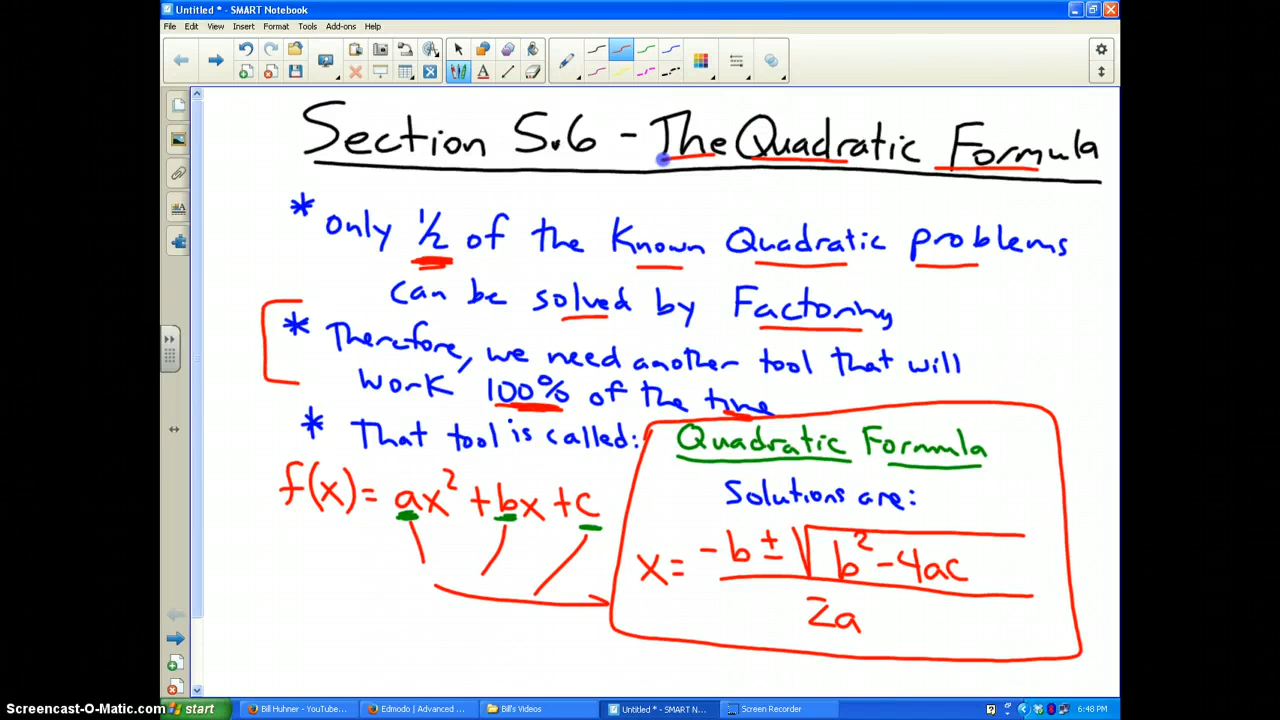 Untitled * - SMART Notebook
File Edit View Insert Format Tools Add-ons Help
Section 5.6 - The Quadratic Formula
* Only 1/2 of the Known Quadratic problems
can be solved by Factoring
* Therefore, we need another tool that will
work 100% of the time
* That tool is called:
Quadratic Formula
Solutions are:
f(x) = ax² + bx + c
x = -b ± √b² - 4ac
2a
Screencast-O-Matic.com
start
Bill Huhner - YouTube...
Edmodo | Advanced ...
Bill's Videos
Untitled * - SMART No...
Screen Recorder
6:48 PM